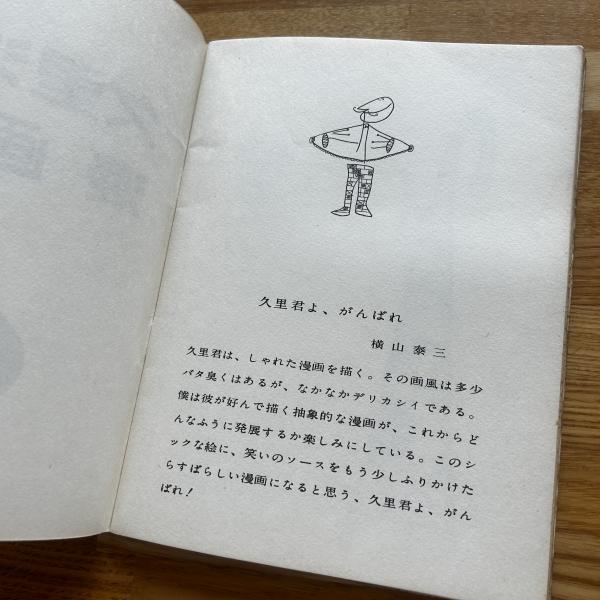 久里君よ、がんばれ
横山泰三
久里君は、しゃれた漫画を描く。その画風は多少
バタ臭くはあるが、なかなかデリカシイである。
僕は彼が好んで描く抽象的な漫画が、これからど
んなふうに発展するか楽しみにしている。このシ
ックな絵に、笑いのソースをもう少しふりかけた
らすばらしい漫画になると思う、久里君よ、がん
ばれ!